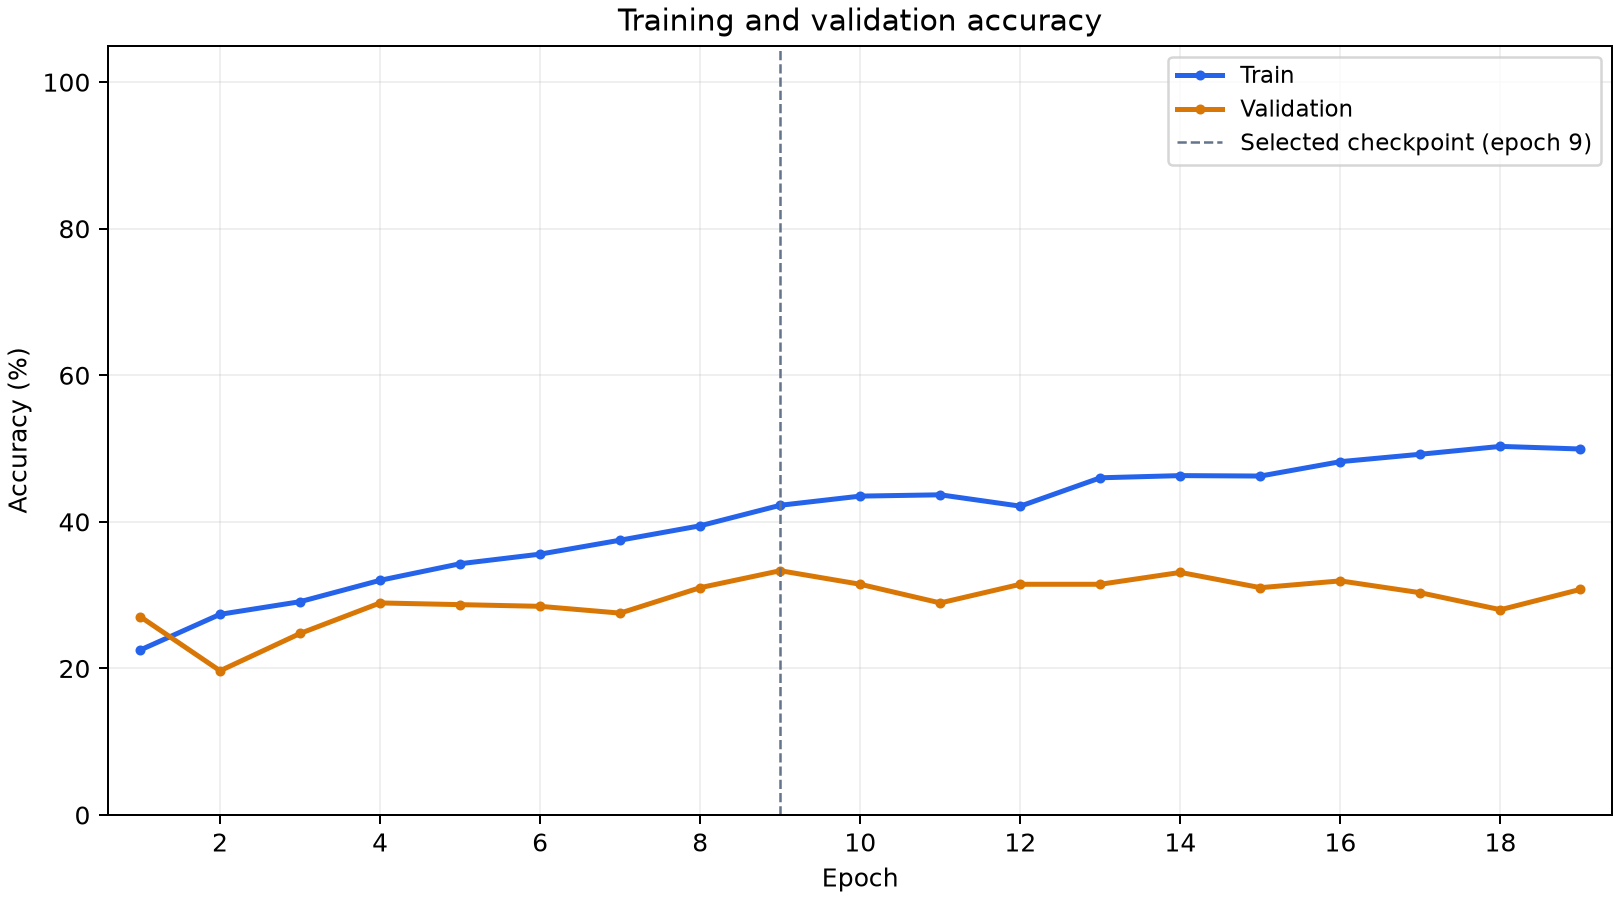 Training and validation accuracy
Train
Validation
Selected checkpoint (epoch 9)
Accuracy (%)
100
80
60
40
20
0
2 4 6 8 10 12 14 16 18
Epoch